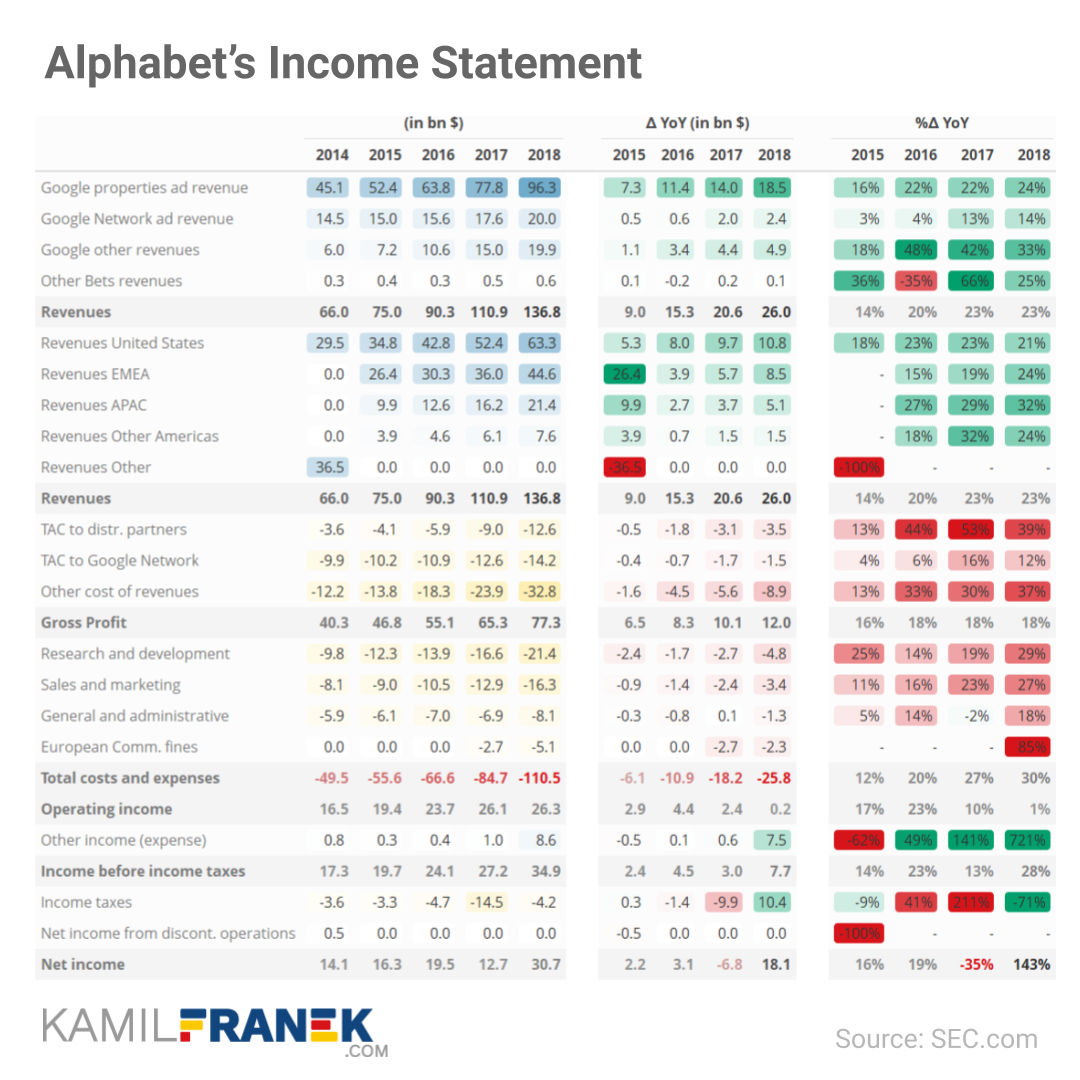 Alphabet’s Income Statement
(in bn $) Δ YoY (in bn $) %Δ YoY
2014 2015 2016 2017 2018 2015 2016 2017 2018 2015 2016 2017 2018
Google properties ad revenue 45.1 52.4 63.8 77.8 96.3 7.3 11.4 14.0 18.5 16% 22% 22% 24%
Google Network ad revenue 14.5 15.0 15.6 17.6 20.0 0.5 0.6 2.0 2.4 3% 4% 13% 14%
Google other revenues 6.0 7.2 10.6 15.0 19.9 1.1 3.4 4.4 4.9 18% 48% 42% 33%
Other Bets revenues 0.3 0.4 0.3 0.5 0.6 0.1 -0.2 0.2 0.1 36% -35% 66% 25%
Revenues 66.0 75.0 90.3 110.9 136.8 9.0 15.3 20.6 26.0 14% 20% 23% 23%
Revenues United States 29.5 34.8 42.8 52.4 63.3 5.3 8.0 9.7 10.8 18% 23% 23% 21%
Revenues EMEA 0.0 26.4 30.3 36.0 44.6 26.4 3.9 5.7 8.5 - 15% 19% 24%
Revenues APAC 0.0 9.9 12.6 16.2 21.4 9.9 2.7 3.7 5.1 - 27% 29% 32%
Revenues Other Americas 0.0 3.9 4.6 6.1 7.6 3.9 0.7 1.5 1.5 - 18% 32% 24%
Revenues Other 36.5 0.0 0.0 0.0 0.0 -36.5 0.0 0.0 0.0 -100% - - -
Revenues 66.0 75.0 90.3 110.9 136.8 9.0 15.3 20.6 26.0 14% 20% 23% 23%
TAC to distr. partners -3.6 -4.1 -5.9 -9.0 -12.6 -0.5 -1.8 -3.1 -3.5 13% 44% 53% 39%
TAC to Google Network -9.9 -10.2 -10.9 -12.6 -14.2 -0.4 -0.7 -1.7 -1.5 4% 6% 16% 12%
Other cost of revenues -12.2 -13.8 -18.3 -23.9 -32.8 -1.6 -4.5 -5.6 -8.9 13% 33% 30% 37%
Gross Profit 40.3 46.8 55.1 65.3 77.3 6.5 8.3 10.1 12.0 16% 18% 18% 18%
Research and development -9.8 -12.3 -13.9 -16.6 -21.4 -2.4 -1.7 -2.7 -4.8 25% 14% 19% 29%
Sales and marketing -8.1 -9.0 -10.5 -12.9 -16.3 -0.9 -1.4 -2.4 -3.4 11% 16% 23% 27%
General and administrative -5.9 -6.1 -7.0 -6.9 -8.1 -0.3 -0.8 0.1 -1.3 5% 14% -2% 18%
European Comm. fines 0.0 0.0 0.0 -2.7 -5.1 0.0 0.0 -2.7 -2.3 - - - 85%
Total costs and expenses -49.5 -55.6 -66.6 -84.7 -110.5 -6.1 -10.9 -18.2 -25.8 12% 20% 27% 30%
Operating income 16.5 19.4 23.7 26.1 26.3 2.9 4.4 2.4 0.2 17% 23% 10% 1%
Other income (expense) 0.8 0.3 0.4 1.0 8.6 -0.5 0.1 0.6 7.5 -62% 49% 141% 721%
Income before income taxes 17.3 19.7 24.1 27.2 34.9 2.4 4.5 3.0 7.7 14% 23% 13% 28%
Income taxes -3.6 -3.3 -4.7 -14.5 -4.2 0.3 -1.4 -9.9 10.4 -9% 41% 211% -71%
Net income from discont. operations 0.5 0.0 0.0 0.0 0.0 -0.5 0.0 0.0 0.0 -100% - - -
Net income 14.1 16.3 19.5 12.7 30.7 2.2 3.1 -6.8 18.1 16% 19% -35% 143%
KAMILFRANEK
.COM
Source: SEC.com